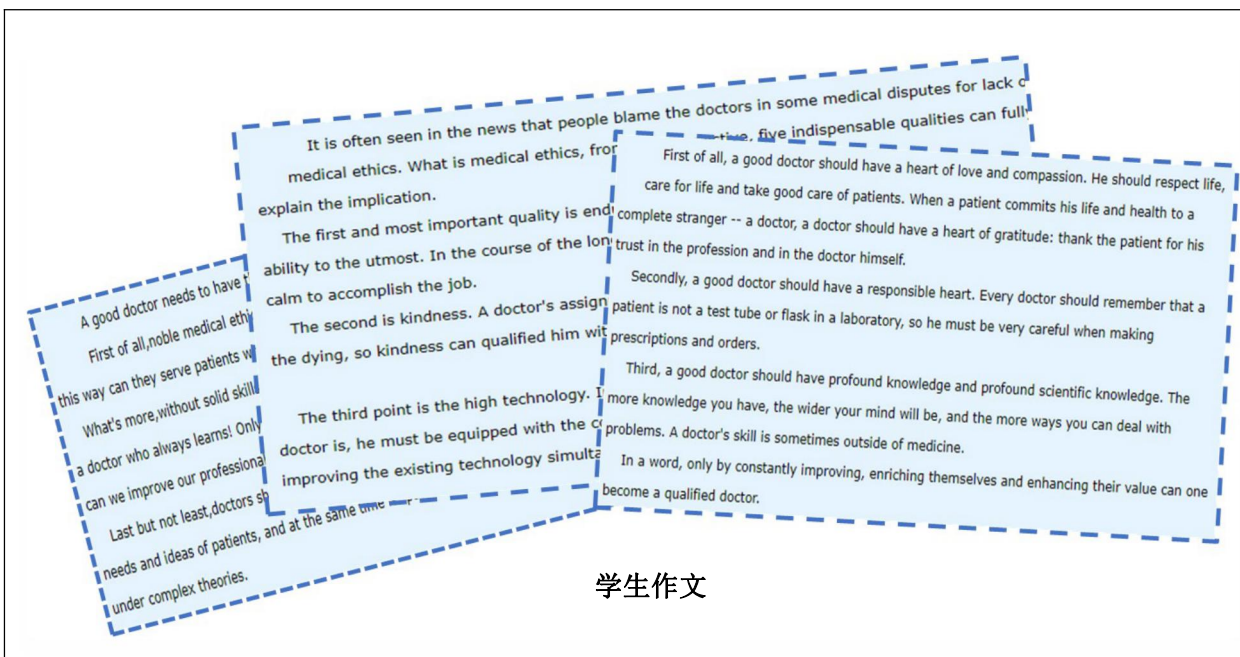 A good doctor needs to have
First of all,noble medical
this way can they serve patients
What's more,without solid
a doctor who always learns! Only
can we improve our professional
Last but not least,doctors
needs and ideas of patients, and at the same time
under complex theories.
It is often seen in the news that people blame the doctors in some medical disputes for lack
medical ethics. What is medical ethics, five indispensable qualities can
explain the implication.
The first and most important quality is
ability to the utmost. In the course of the
calm to accomplish the job.
The second is kindness. A doctor's
the dying, so kindness can qualified him
The third point is the high technology.
doctor is, he must be equipped with the
improving the existing technology
First of all, a good doctor should have a heart of love and compassion. He should respect life,
care for life and take good care of patients. When a patient commits his life and health to a
complete stranger -- a doctor, a doctor should have a heart of gratitude: thank the patient for his
trust in the profession and in the doctor himself.
Secondly, a good doctor should have a responsible heart. Every doctor should remember that a
patient is not a test tube or flask in a laboratory, so he must be very careful when making
prescriptions and orders.
Third, a good doctor should have profound knowledge and profound scientific knowledge. The
more knowledge you have, the wider your mind will be, and the more ways you can deal with
problems. A doctor's skill is sometimes outside of medicine.
In a word, only by constantly improving, enriching themselves and enhancing their value can one
become a qualified doctor.
学生作文